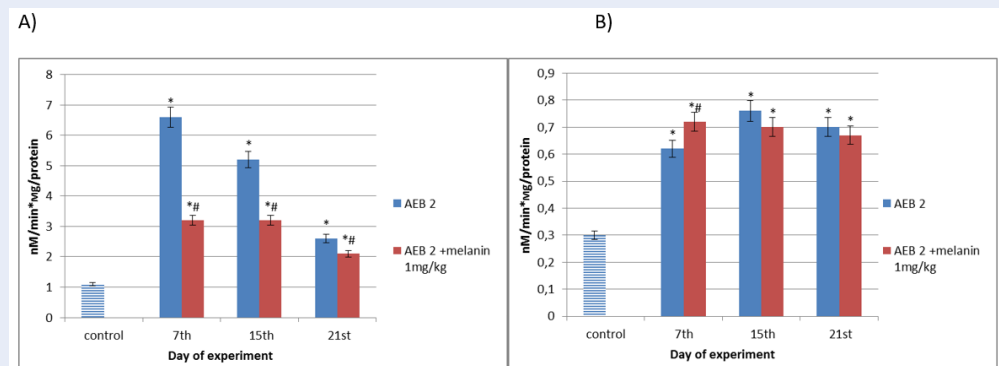 A)
B)
nM/min*мg/protein
8
7
6
5
4
3
2
1
0
*
*#
*
*#
*
*#
control
7th
15th
21st
Day of experiment
AEB 2
AEB 2 +melanin
1mg/kg
nM/min*мg/protein
0,9
0,8
0,7
0,6
0,5
0,4
0,3
0,2
0,1
0
*
*#
*
*
*
*
control
7th
15th
21st
Day of experiment
AEB 2
AEB 2 +melanin
1mg/kg